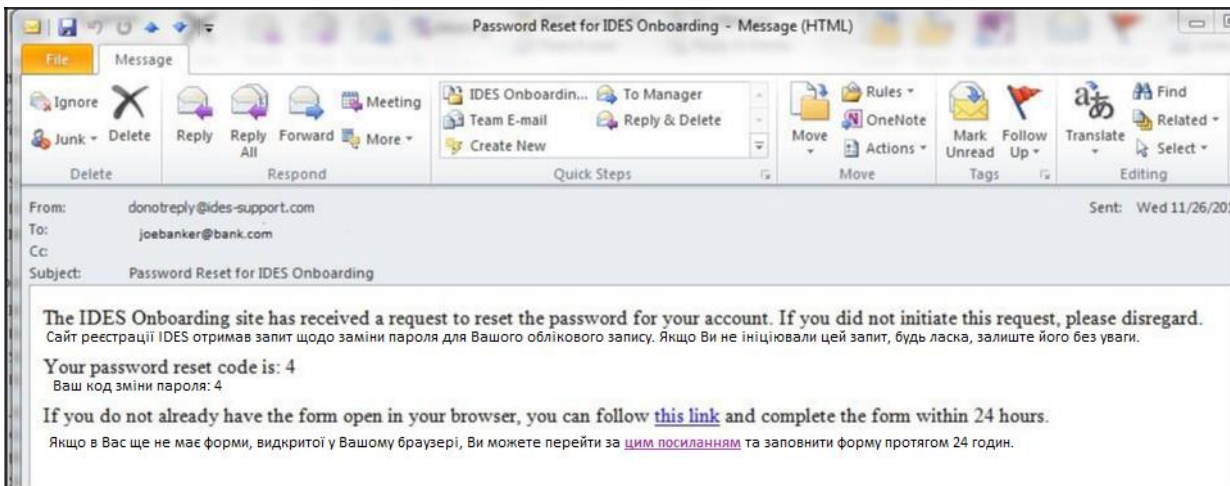 Password Reset for IDES Onboarding - Message (HTML)
File Message
Ignore
Junk
Delete
Reply
Reply All
Forward
Meeting
More
IDES Onboardin... To Manager
Team E-mail Reply & Delete
Create New
Move
Rules
OneNote
Actions
Mark Unread
Follow Up
Translate
Find
Related
Select
Delete Respond Quick Steps Move Tags Editing
From: donotreply@ides-support.com Sent: Wed 11/26/201
To: joebanker@bank.com
Cc:
Subject: Password Reset for IDES Onboarding
The IDES Onboarding site has received a request to reset the password for your account. If you did not initiate this request, please disregard.
Сайт реєстрації IDES отримав запит щодо заміни пароля для Вашого облікового запису. Якщо Ви не ініціювали цей запит, будь ласка, залиште його без уваги.
Your password reset code is: 4
Ваш код зміни пароля: 4
If you do not already have the form open in your browser, you can follow this link and complete the form within 24 hours.
Якщо в Вас ще не має форми, видкритої у Вашому браузері, Ви можете перейти за цим посиланням та заповнити форму протягом 24 годин.